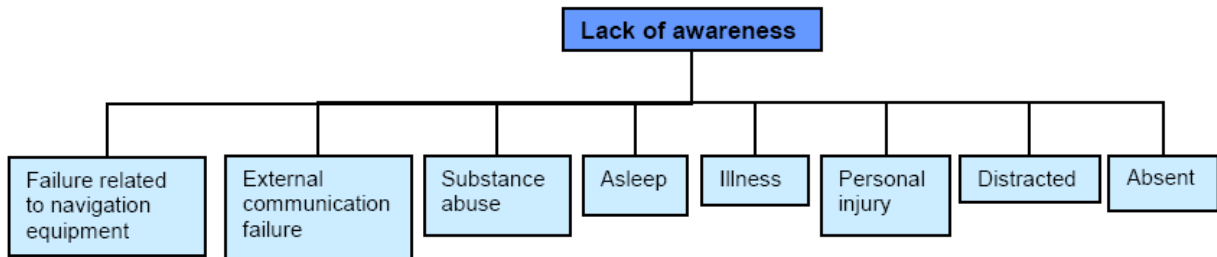 Lack of awareness
Failure related
to navigation
equipment
External
communication
failure
Substance
abuse
Asleep
Illness
Personal
injury
Distracted
Absent